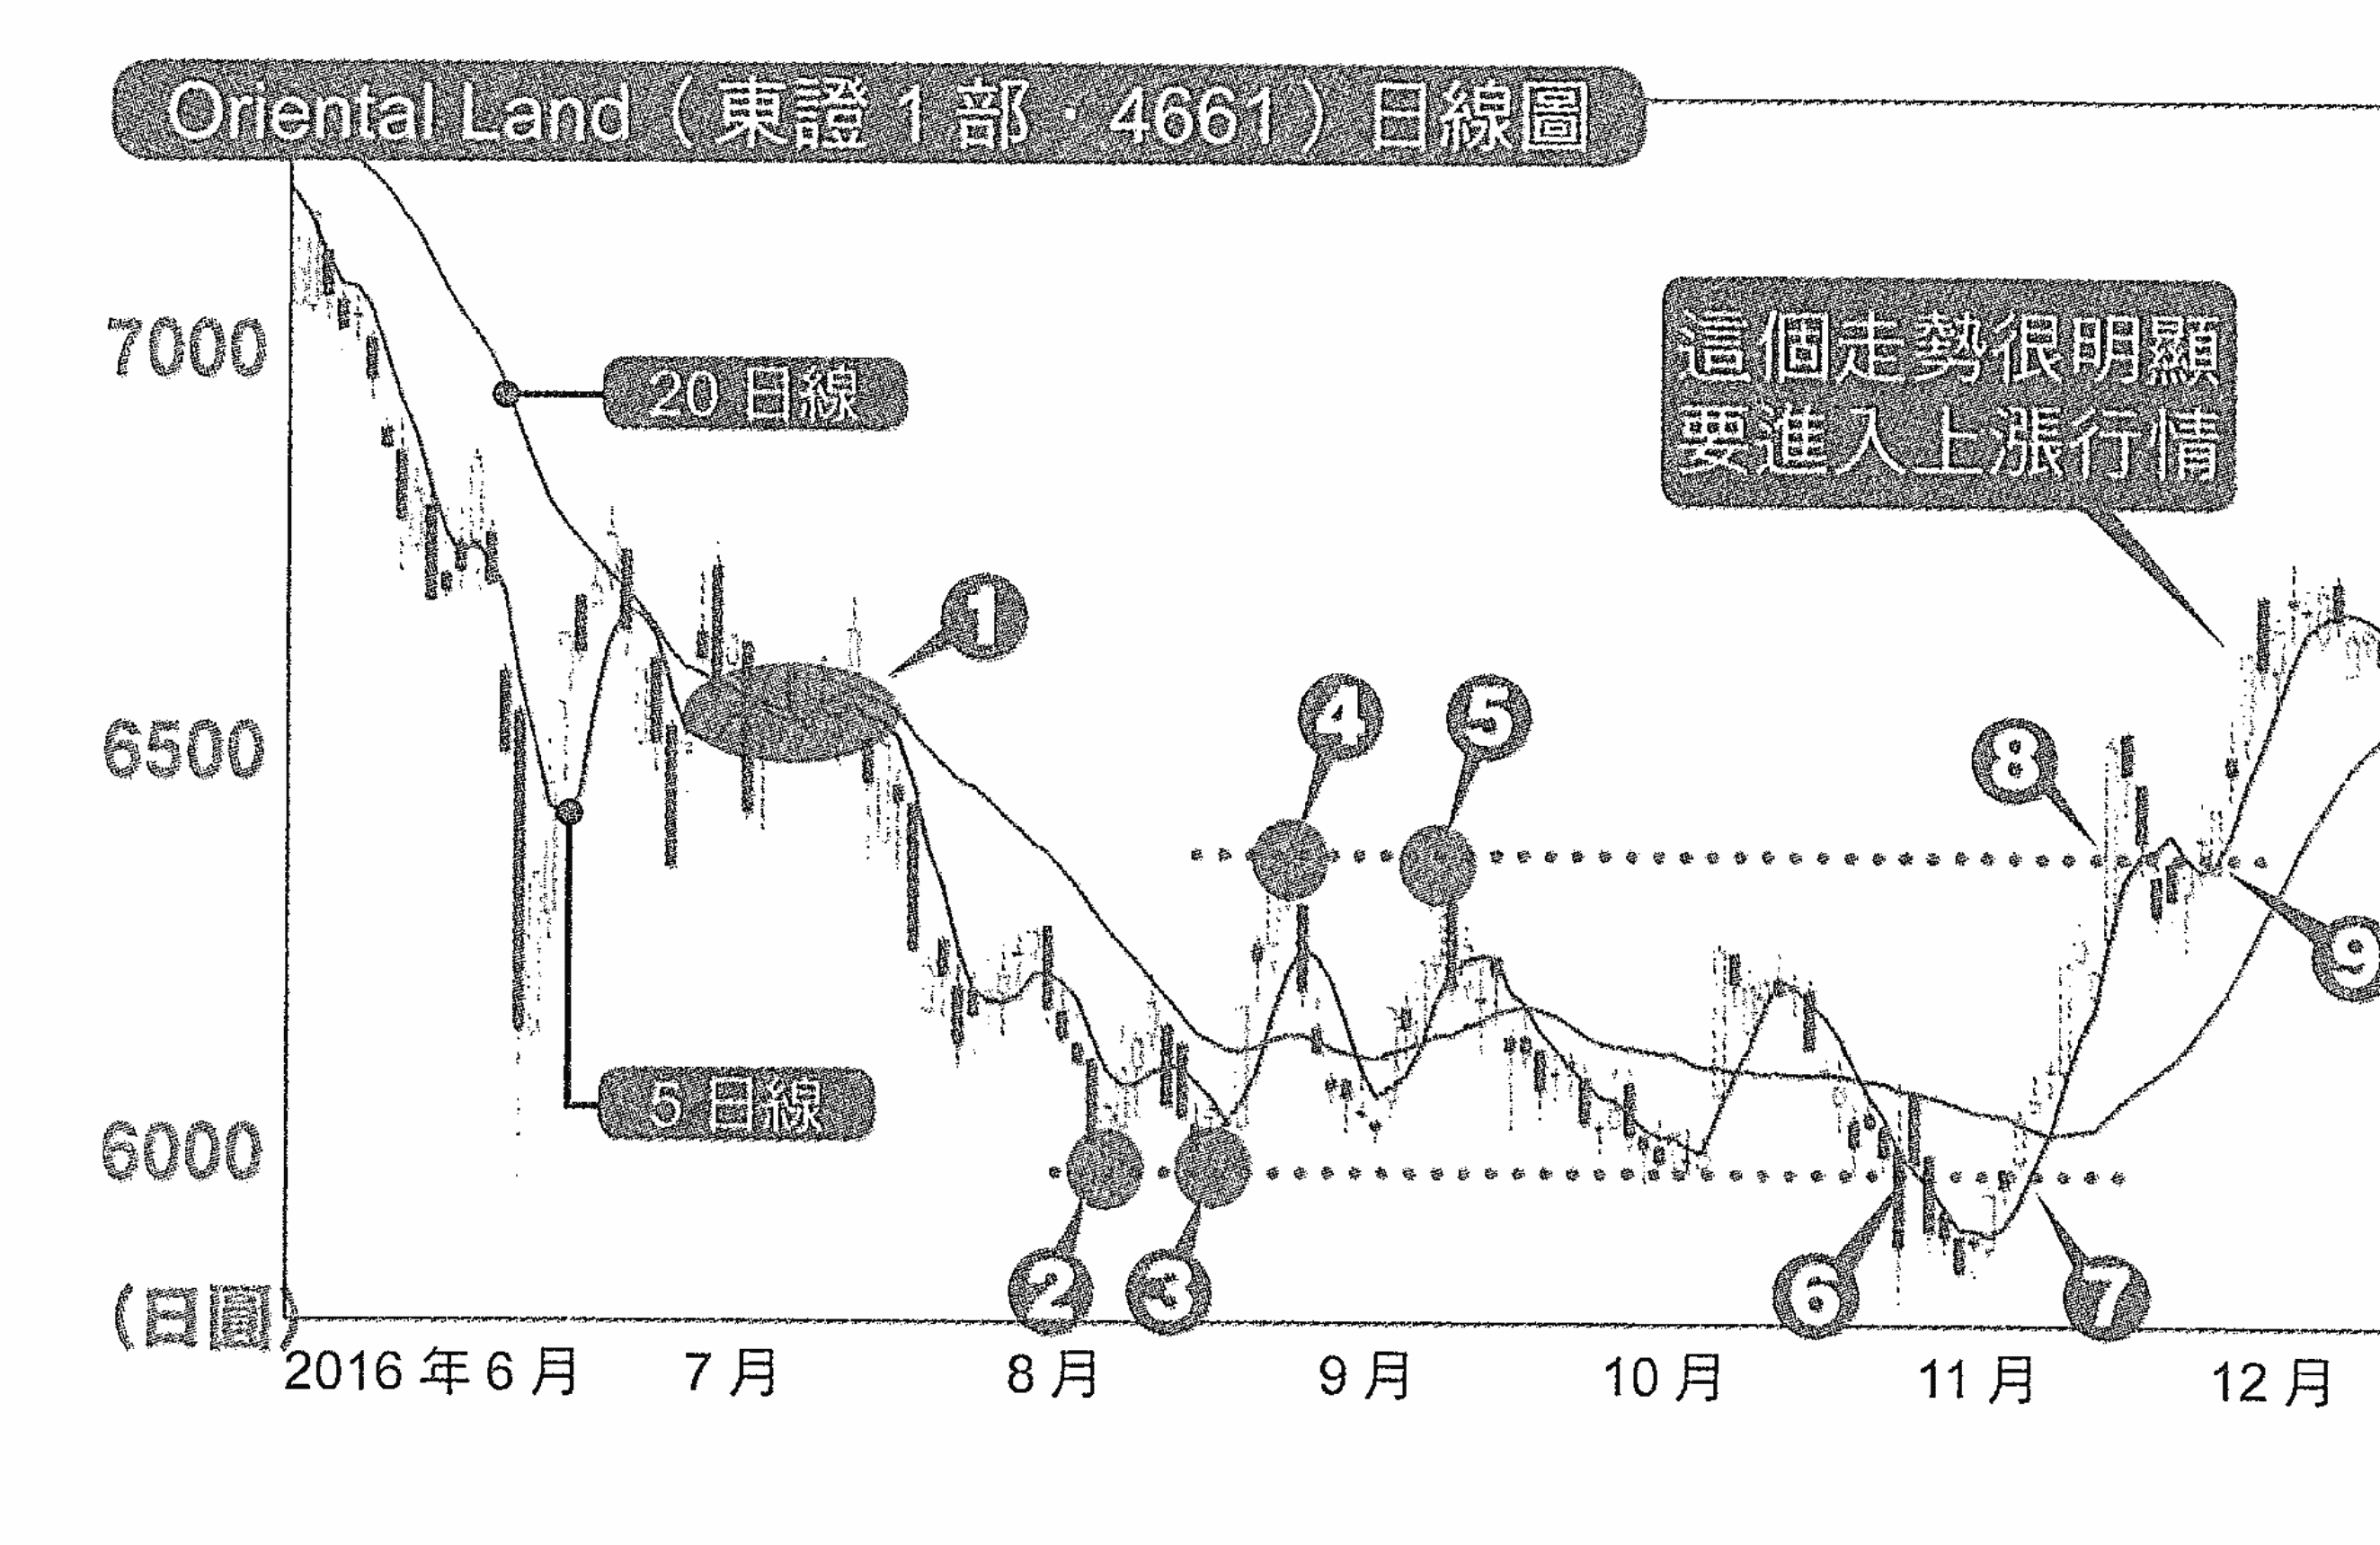 Oriental Land（東證 1 部・4661）日線圖
7000
20 日線
這個走勢很明顯
要進入上漲行情
1
4
5
6500
8
9
5 日線
6000
2
3
6
7
（日圓）
2016 年 6 月
7 月
8 月
9 月
10 月
11 月
12 月